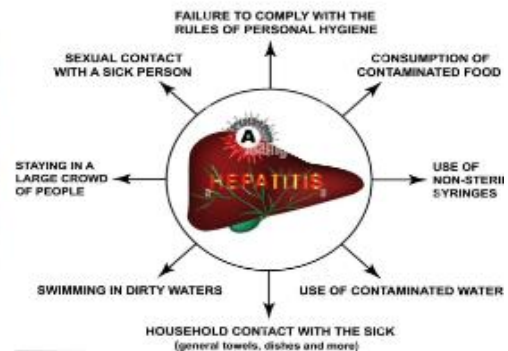 FAILURE TO COMPLY WITH THE
RULES OF PERSONAL HYGIENE
SEXUAL CONTACT
WITH A SICK PERSON
CONSUMPTION OF
CONTAMINATED FOOD
A
HEPATITIS
STAYING IN A
LARGE CROWD
OF PEOPLE
USE OF
NON-STERII
SYRINGES
SWIMMING IN DIRTY WATERS
USE OF CONTAMINATED WATER
HOUSEHOLD CONTACT WITH THE SICK
(general towels, dishes and more)